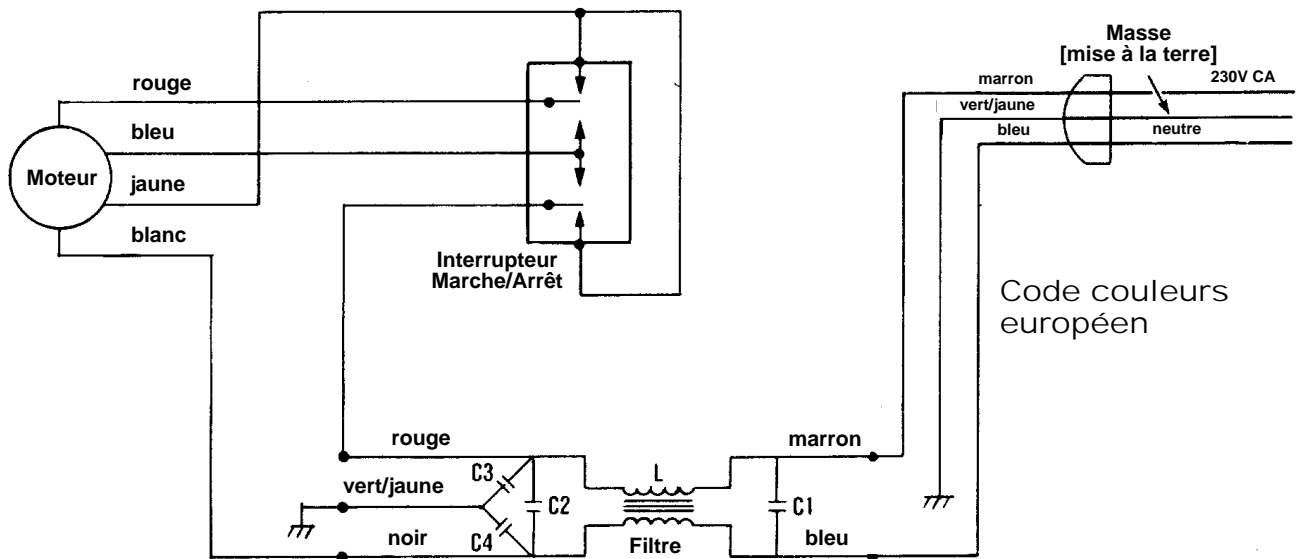 Masse
[mise à la terre]
marron
230V CA
vert/jaune
bleu
neutre
rouge
bleu
Moteur
jaune
blanc
Interrupteur
Marche/Arrêt
Code couleurs
européen
rouge
marron
C3
L
vert/jaune
C2
C1
C4
noir
Filtre
bleu